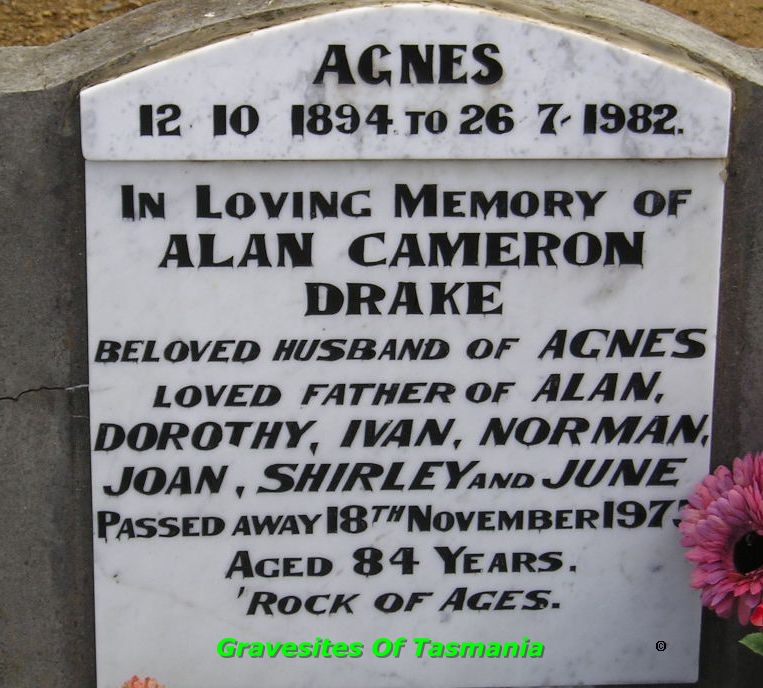 AGNES
12 10 1894 TO 26 7 1982.
IN LOVING MEMORY OF
ALAN CAMERON
DRAKE
BELOVED HUSBAND OF AGNES
LOVED FATHER OF ALAN,
DOROTHY, IVAN, NORMAN,
JOAN, SHIRLEY AND JUNE
PASSED AWAY 18TH NOVEMBER
AGED 84 YEARS.
'ROCK OF AGES.
Gravesites Of Tasmania
©